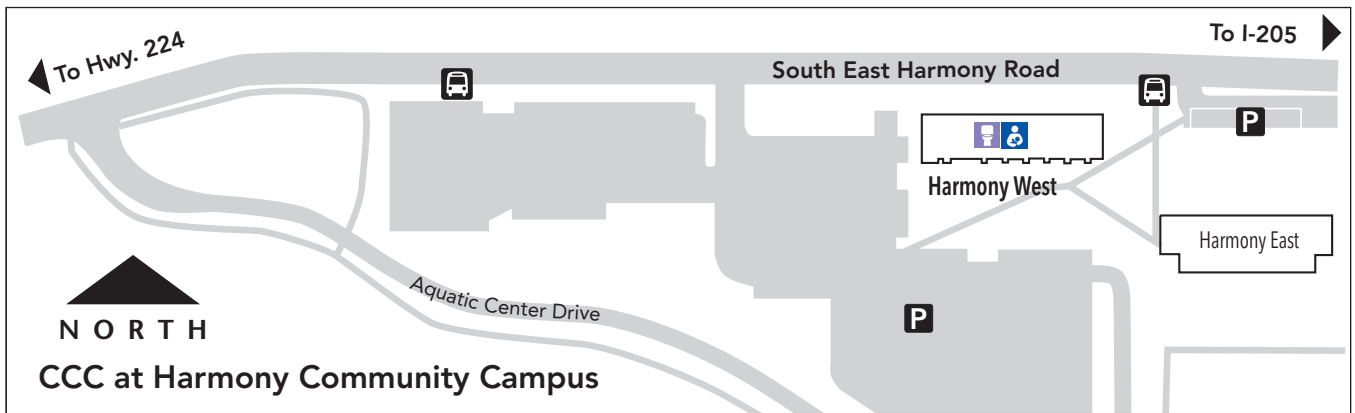 To Hwy. 224
To I-205
South East Harmony Road
P
Harmony West
Harmony East
Aquatic Center Drive
P
NORTH
CCC at Harmony Community Campus